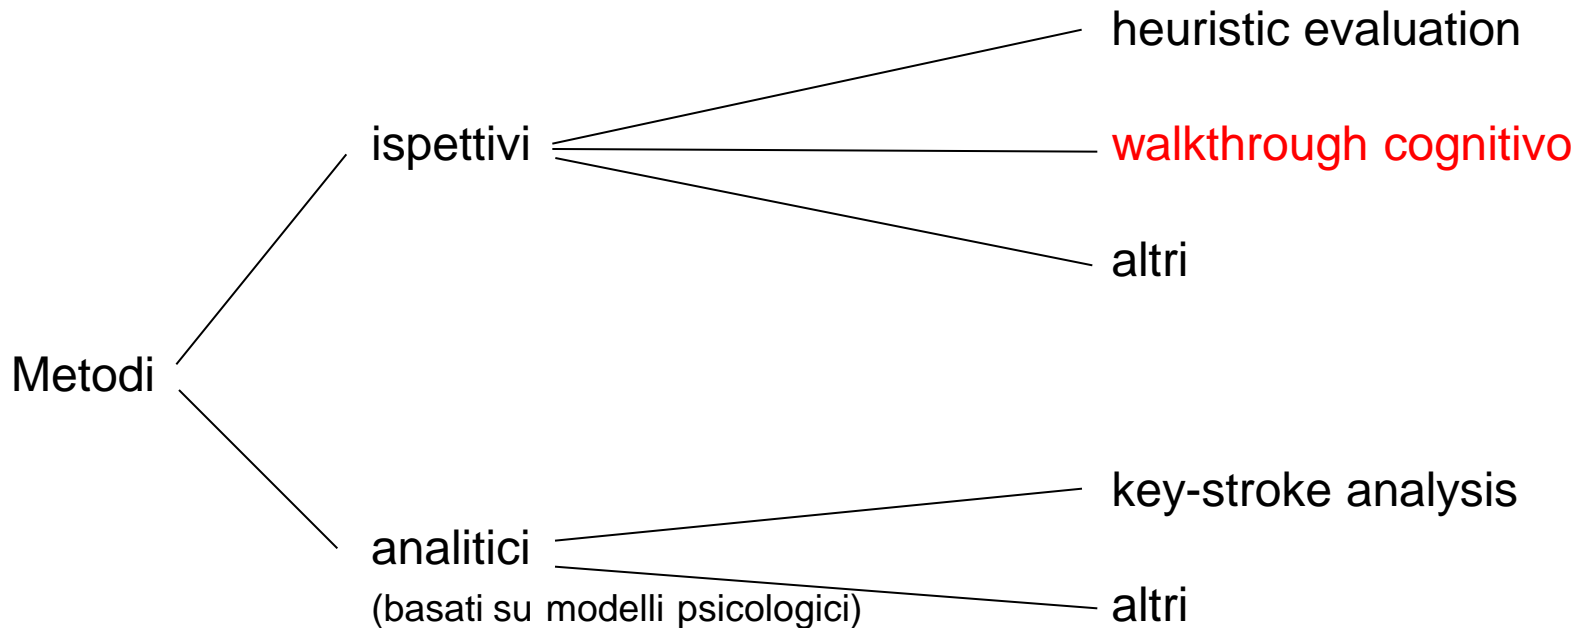 heuristic evaluation
ispettivi
walkthrough cognitivo
altri
Metodi
key-stroke analysis
analitici
(basati su modelli psicologici)
altri